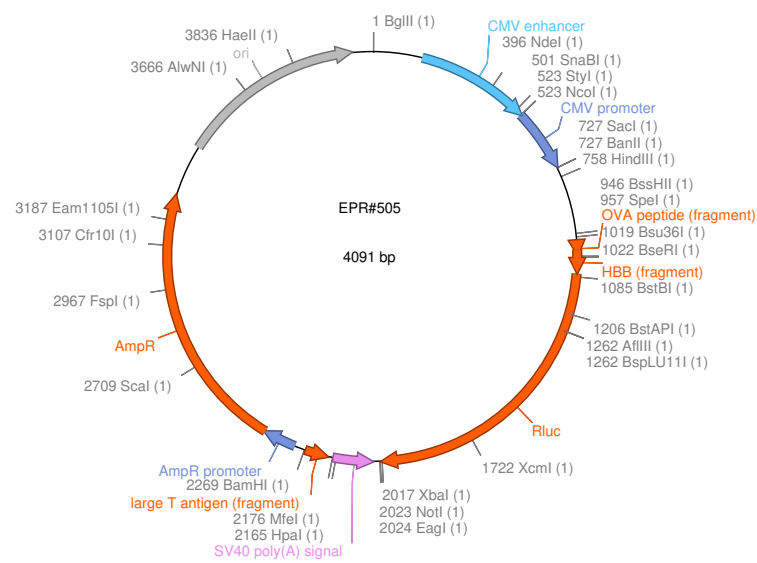 3836 HaeII (1)
ori
3666 AlwNI (1)
1 BglII (1)
CMV enhancer
396 NdeI (1)
501 SnaBI (1)
523 StyI (1)
523 NcoI (1)
CMV promoter
727 SacI (1)
727 BanII (1)
758 HindIII (1)
946 BssHII (1)
957 SpeI (1)
OVA peptide (fragment)
1019 Bsu36I (1)
1022 BseRI (1)
HBB (fragment)
1085 BstBI (1)
1206 BstAPI (1)
1262 AflIII (1)
1262 BspLU11I (1)
Rluc
1722 XcmI (1)
2017 XbaI (1)
2023 NotI (1)
2024 EagI (1)
EPR#505
4091 bp
3187 Eam1105I (1)
3107 Cfr10I (1)
2967 FspI (1)
AmpR
2709 ScaI (1)
AmpR promoter
2269 BamHI (1)
large T antigen (fragment)
2176 MfeI (1)
2165 HpaI (1)
SV40 poly(A) signal